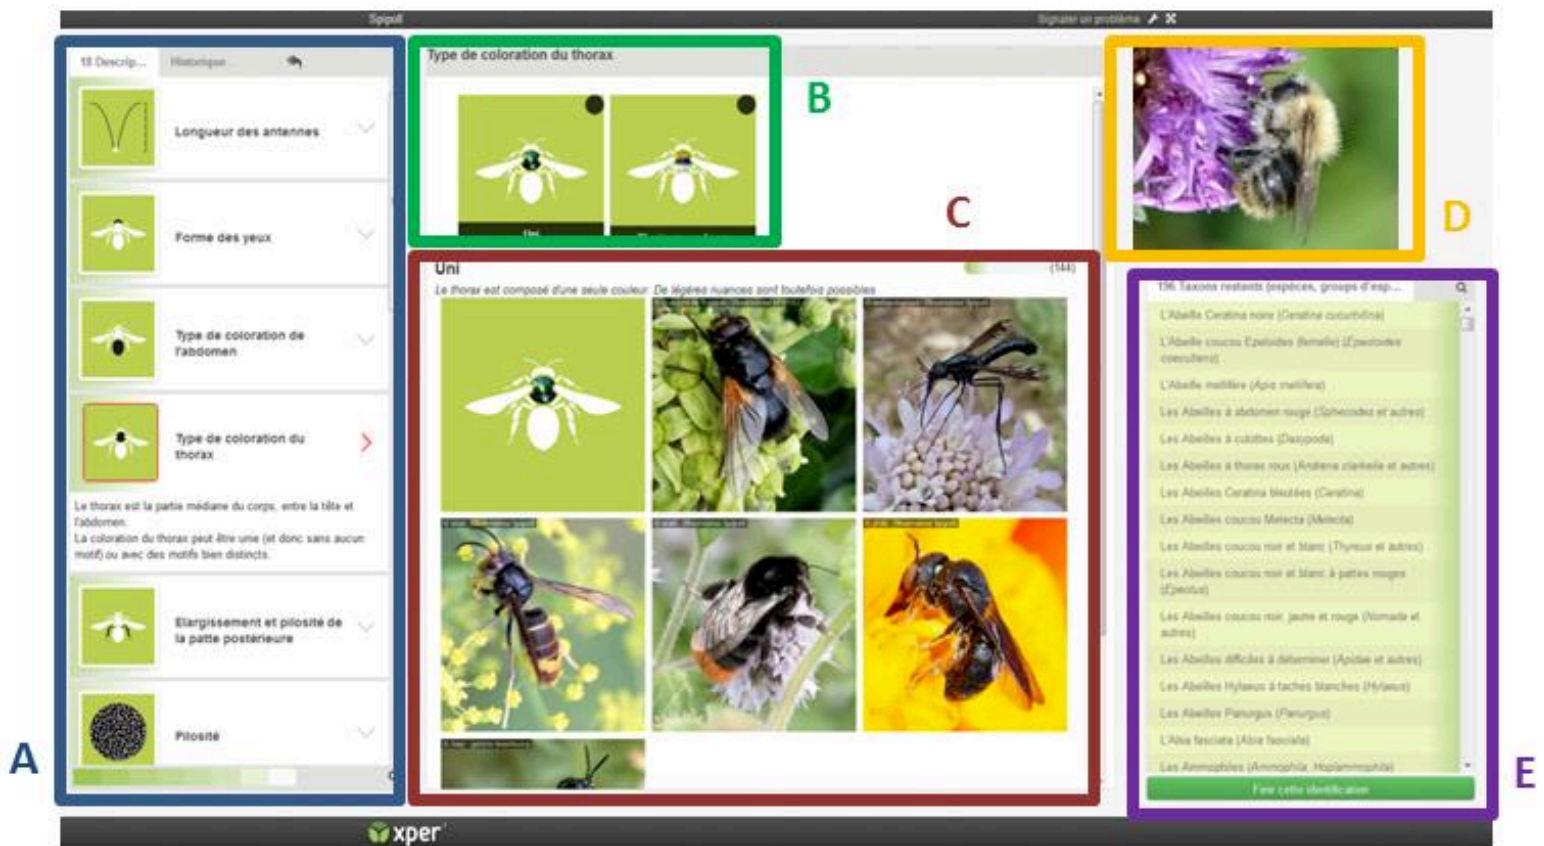 Spipoll
Signaler un problème
18 Descrip...
Historique
Longueur des antennes
Forme des yeux
Type de coloration de
l'abdomen
Type de coloration du
thorax
Le thorax est la partie médiane du corps, entre la tête et
l'abdomen.
La coloration du thorax peut être unie (et donc sans aucun
motif) ou avec des motifs bien distincts.
Elargissement et pilosité de
la patte postérieure
Pilosité
A
Type de coloration du thorax
Uni
B
C
Uni
(144)
Le thorax est composé d'une seule couleur. De légères nuances sont toutefois possibles
D
196 Taxons restants (espèces, groups d'esp...
L'Abeille Ceratina noire (Ceratina cucurbitina)
L'Abeille coucou Epeloides (femelle) (Epeoloides
coecutiens)
L'Abeille mellifère (Apis mellifera)
Les Abeilles à abdomen rouge (Sphecodes et autres)
Les Abeilles à culottes (Dasypoda)
Les Abeilles à thorax roux (Andrena clarkella et autres)
Les Abeilles Ceratina bleutées (Ceratina)
Les Abeilles coucou Melecta (Melecta)
Les Abeilles coucou noir et blanc (Thyreus et autres)
Les Abeilles coucou noir et blanc à pattes rouges
(Epeolus)
Les Abeilles coucou noir, jaune et rouge (Nomada et
autres)
Les Abeilles difficiles à déterminer (Apidae et autres)
Les Abeilles Hylaeus à taches blanches (Hylaeus)
Les Abeilles Panurgus (Panurgus)
L'Abia fasciata (Abia fasciata)
Les Ammophiles (Ammophila, Hoplammophila)
E
cette identification
xper